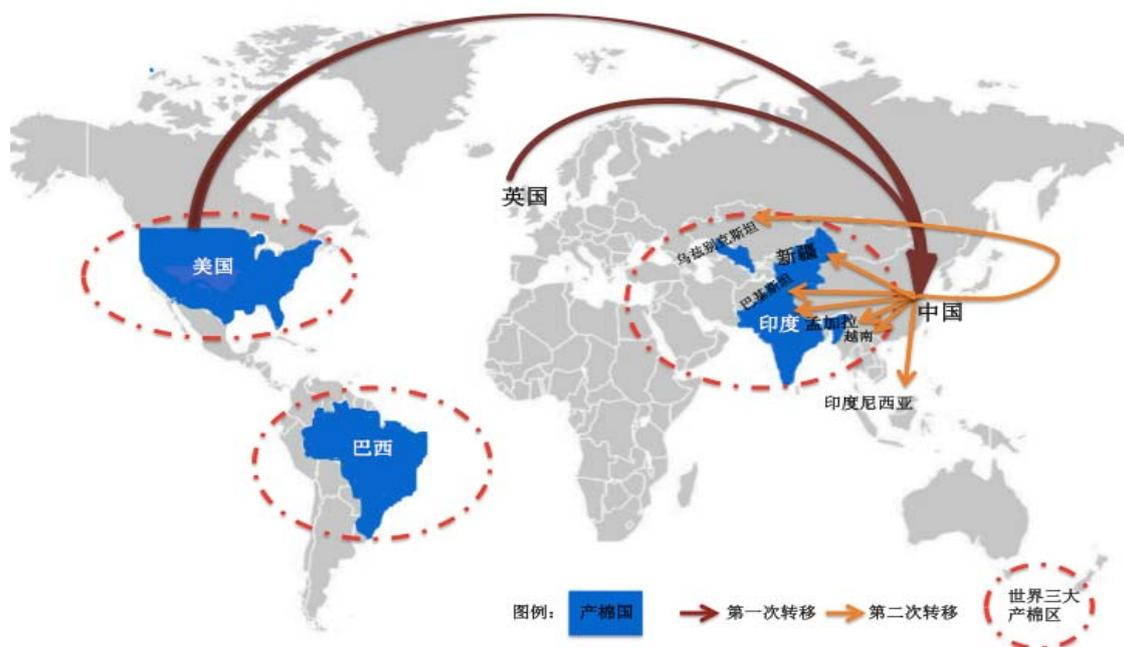 英国
乌兹别克斯坦
美国
新疆
巴基斯坦
中国
印度
孟加拉
越南
印度尼西亚
巴西
图例：
产棉国
第一次转移
第二次转移
世界三大
产棉区